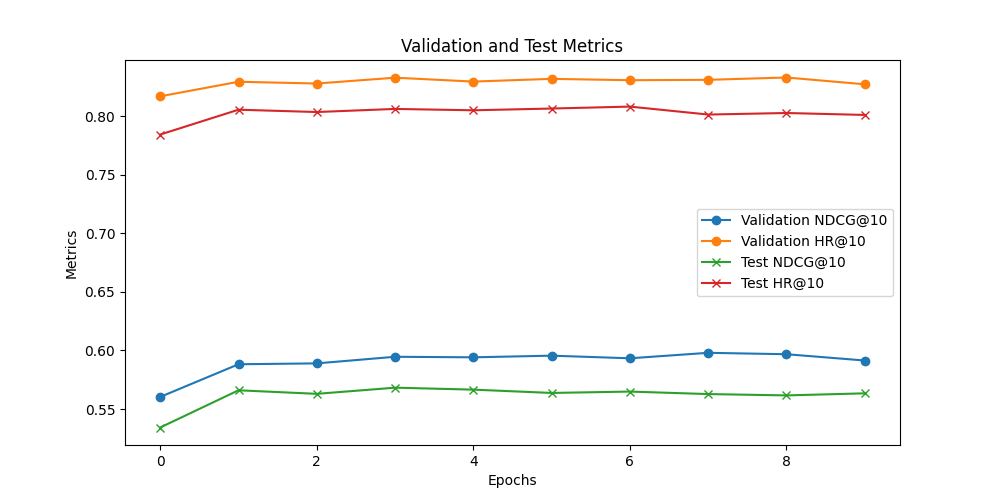 Validation and Test Metrics
0.80
0.75
0.70
0.65
0.60
0.55
Metrics
Validation NDCG@10
Validation HR@10
Test NDCG@10
Test HR@10
0 2 4 6 8
Epochs